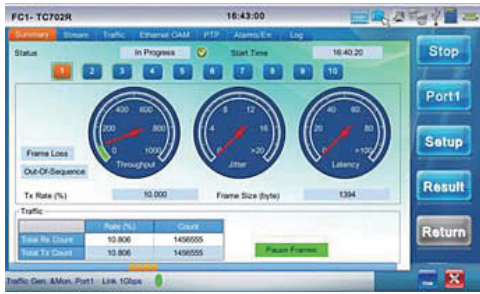 FC1- TC702R 16:43:00
Summary Stream Traffic Ethernet OAM PTP Alarms/Err. Log
Status In Progress Start Time 16:40:20
1 2 3 4 5 6 7 8 9 10
Stop
Port1
Setup
Result
Return
400 600
200 800
0 1000
Throughput
8 12
4 16
0 >20
Jitter
40 60
20 80
0 >100
Latency
Frame Loss
Out-Of-Sequence
Tx Rate (%) 10.000 Frame Size (byte) 1394
Traffic
Rate (%) Count
Total Rx Count 10.806 1456555
Total Tx Count 10.806 1456555
Pause Frames
Traffic Gen. &Mon. Port1 Link 1Gbps